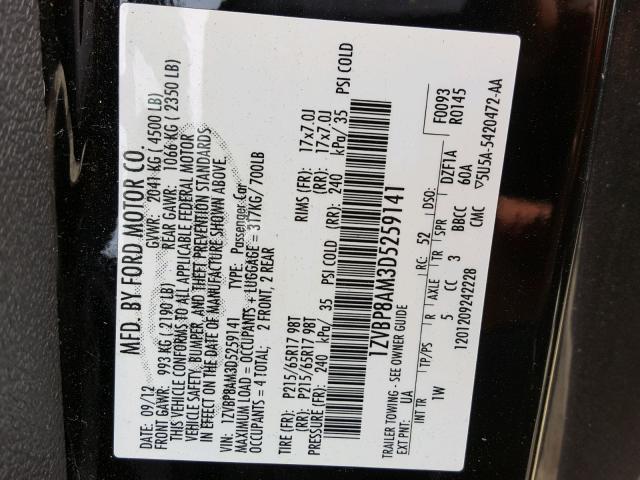 MFD. BY FORD MOTOR CO.
DATE: 09/12 GVWR: 2041 KG ( 4500 LB)
FRONT GAWR: 993 KG ( 2190 LB) REAR GAWR: 1066 KG ( 2350 LB)
THIS VEHICLE CONFORMS TO ALL APPLICABLE FEDERAL MOTOR
VEHICLE SAFETY, BUMPER, AND THEFT PREVENTION STANDARDS
IN EFFECT ON THE DATE OF MANUFACTURE SHOWN ABOVE.
VIN: 1ZVBP8AM3D5259141 TYPE: Passenger Car
MAXIMUM LOAD = OCCUPANTS + LUGGAGE = 317KG/ 700LB
OCCUPANTS = 4 TOTAL: 2 FRONT, 2 REAR
TIRE (FR): P215/65R17 98T RIMS (FR): 17x7.0J
(RR): P215/65R17 98T (RR): 17x7.0J
PRESSURE (FR): 240 kPa/ 35 PSI COLD (RR): 240 kPa/ 35 PSI COLD
1ZVBP8AM3D5259141
TRAILER TOWING - SEE OWNER GUIDE
EXT PNT: UA RC: 52 DSO: F0093
INT TR TP/PS R AXLE TR SPR DZF1A R0145
1W 5 CC 3 BBCC 60A
1201209242228 CMC ▽5U5A-5420472-AA